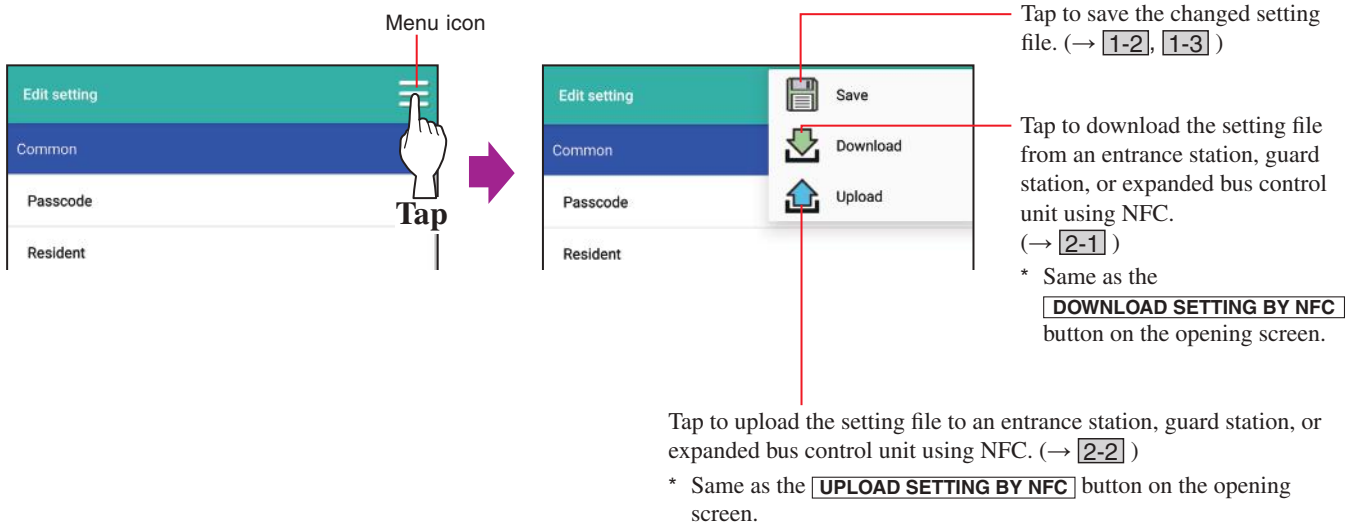 Menu icon
Edit setting
Common
Passcode
Resident
Tap
Edit setting
Common
Passcode
Resident
Save
Download
Upload
Tap to save the changed setting
file. (→ 1-2, 1-3 )
Tap to download the setting file
from an entrance station, guard
station, or expanded bus control
unit using NFC.
(→ 2-1 )
* Same as the
DOWNLOAD SETTING BY NFC
button on the opening screen.
Tap to upload the setting file to an entrance station, guard station, or
expanded bus control unit using NFC. (→ 2-2 )
* Same as the UPLOAD SETTING BY NFC button on the opening
screen.